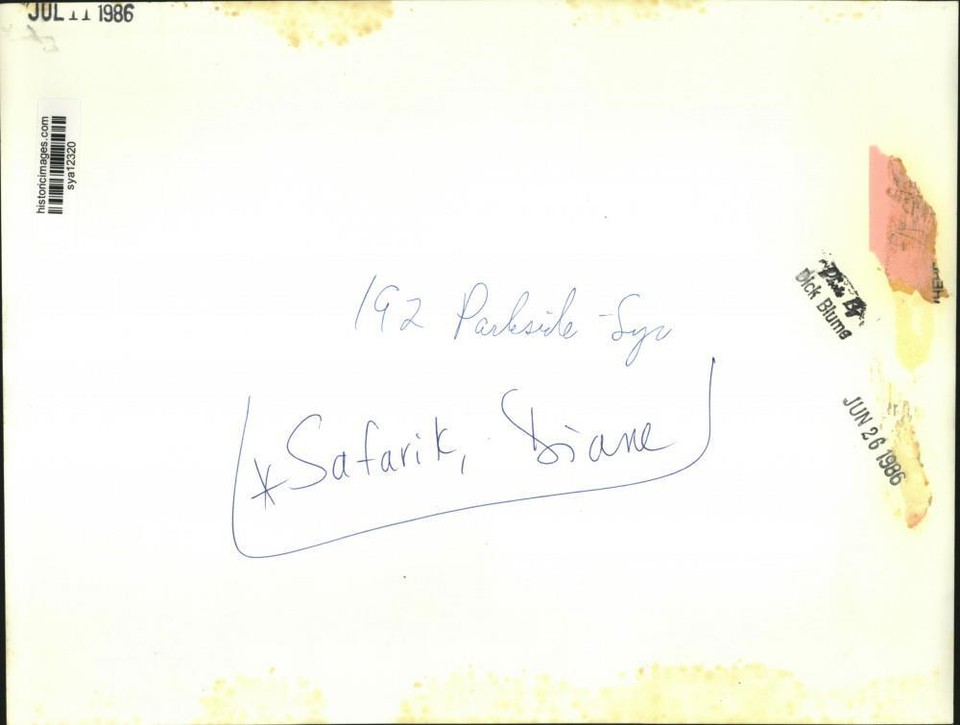 JUL 11 1986
historicimages.com
sya12320
Dick Blume
192 Parkside - Syr
JUN 26 1986
*Safarik, Diane